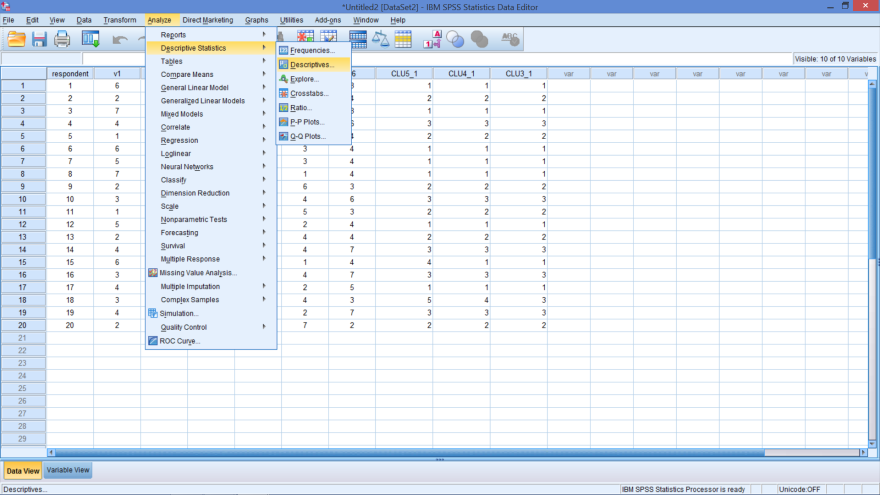 *Untitled2 [DataSet2] - IBM SPSS Statistics Data Editor
File Edit View Data Transform Analyze Direct Marketing Graphs Utilities Add-ons Window Help
Visible: 10 of 10 Variables
Reports
Descriptive Statistics
Tables
Compare Means
General Linear Model
Generalized Linear Models
Mixed Models
Correlate
Regression
Loglinear
Neural Networks
Classify
Dimension Reduction
Scale
Nonparametric Tests
Forecasting
Survival
Multiple Response
Missing Value Analysis...
Multiple Imputation
Complex Samples
Simulation...
Quality Control
ROC Curve...
Frequencies...
Descriptives...
Explore...
Crosstabs...
Ratio...
P-P Plots...
Q-Q Plots...
respondent v1 6 CLU5_1 CLU4_1 CLU3_1 var var var var var var var
1 1 6 1 1 1
2 2 2 2 2 2
3 3 7 1 1 1
4 4 4 3 3 3
5 5 1 2 2 2
6 6 6 3 4 1 1 1
7 7 5 3 4 1 1 1
8 8 7 1 4 1 1 1
9 9 2 6 3 2 2 2
10 10 3 4 6 3 3 3
11 11 1 5 3 2 2 2
12 12 5 2 4 1 1 1
13 13 2 4 4 2 2 2
14 14 4 4 7 3 3 3
15 15 6 1 4 4 1 1
16 16 3 4 7 3 3 3
17 17 4 2 5 1 1 1
18 18 3 4 3 5 4 3
19 19 4 2 7 3 3 3
20 20 2 7 2 2 2 2
21
22
23
24
25
26
27
28
29
Data View Variable View
Descriptives... IBM SPSS Statistics Processor is ready Unicode:OFF